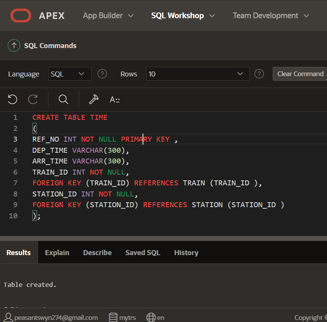 APEX App Builder SQL Workshop Team Development
SQL Commands
Language SQL Rows 10 Clear Command
A::
1 CREATE TABLE TIME
2 (
3 REF_NO INT NOT NULL PRIMARY KEY ,
4 DEP_TIME VARCHAR(300),
5 ARR_TIME VARCHAR(300),
6 TRAIN_ID INT NOT NULL,
7 FOREIGN KEY (TRAIN_ID) REFERENCES TRAIN (TRAIN_ID ),
8 STATION_ID INT NOT NULL,
9 FOREIGN KEY (STATION_ID) REFERENCES STATION (STATION_ID )
10 );
Results Explain Describe Saved SQL History
Table created.
peasantswyn274@gmail.com mytrs en Copyright ©